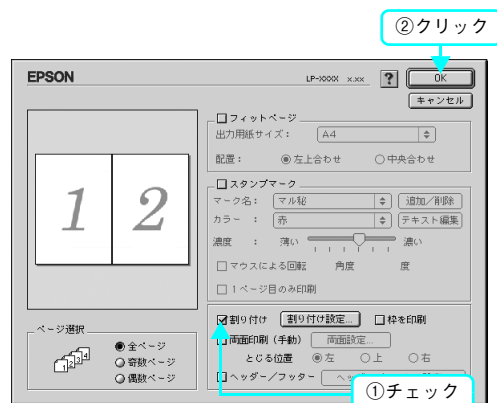 ②クリック
EPSON
LP-XXXX x.xx ? OK
キャンセル
フィットページ
出力用紙サイズ： A4
配置： 左上合わせ 中央合わせ
スタンプマーク
マーク名： マル秘 追加／削除
カラー ： 赤 テキスト編集
濃度 ： 薄い 濃い
マウスによる回転 角度 度
1ページ目のみ印刷
1 2
割り付け 割り付け設定... 枠を印刷
両面印刷（手動） 両面設定...
とじる位置 左 上 右
ヘッダー／フッター
①チェック
ページ選択
1 2 3 4
全ページ
奇数ページ
偶数ページ